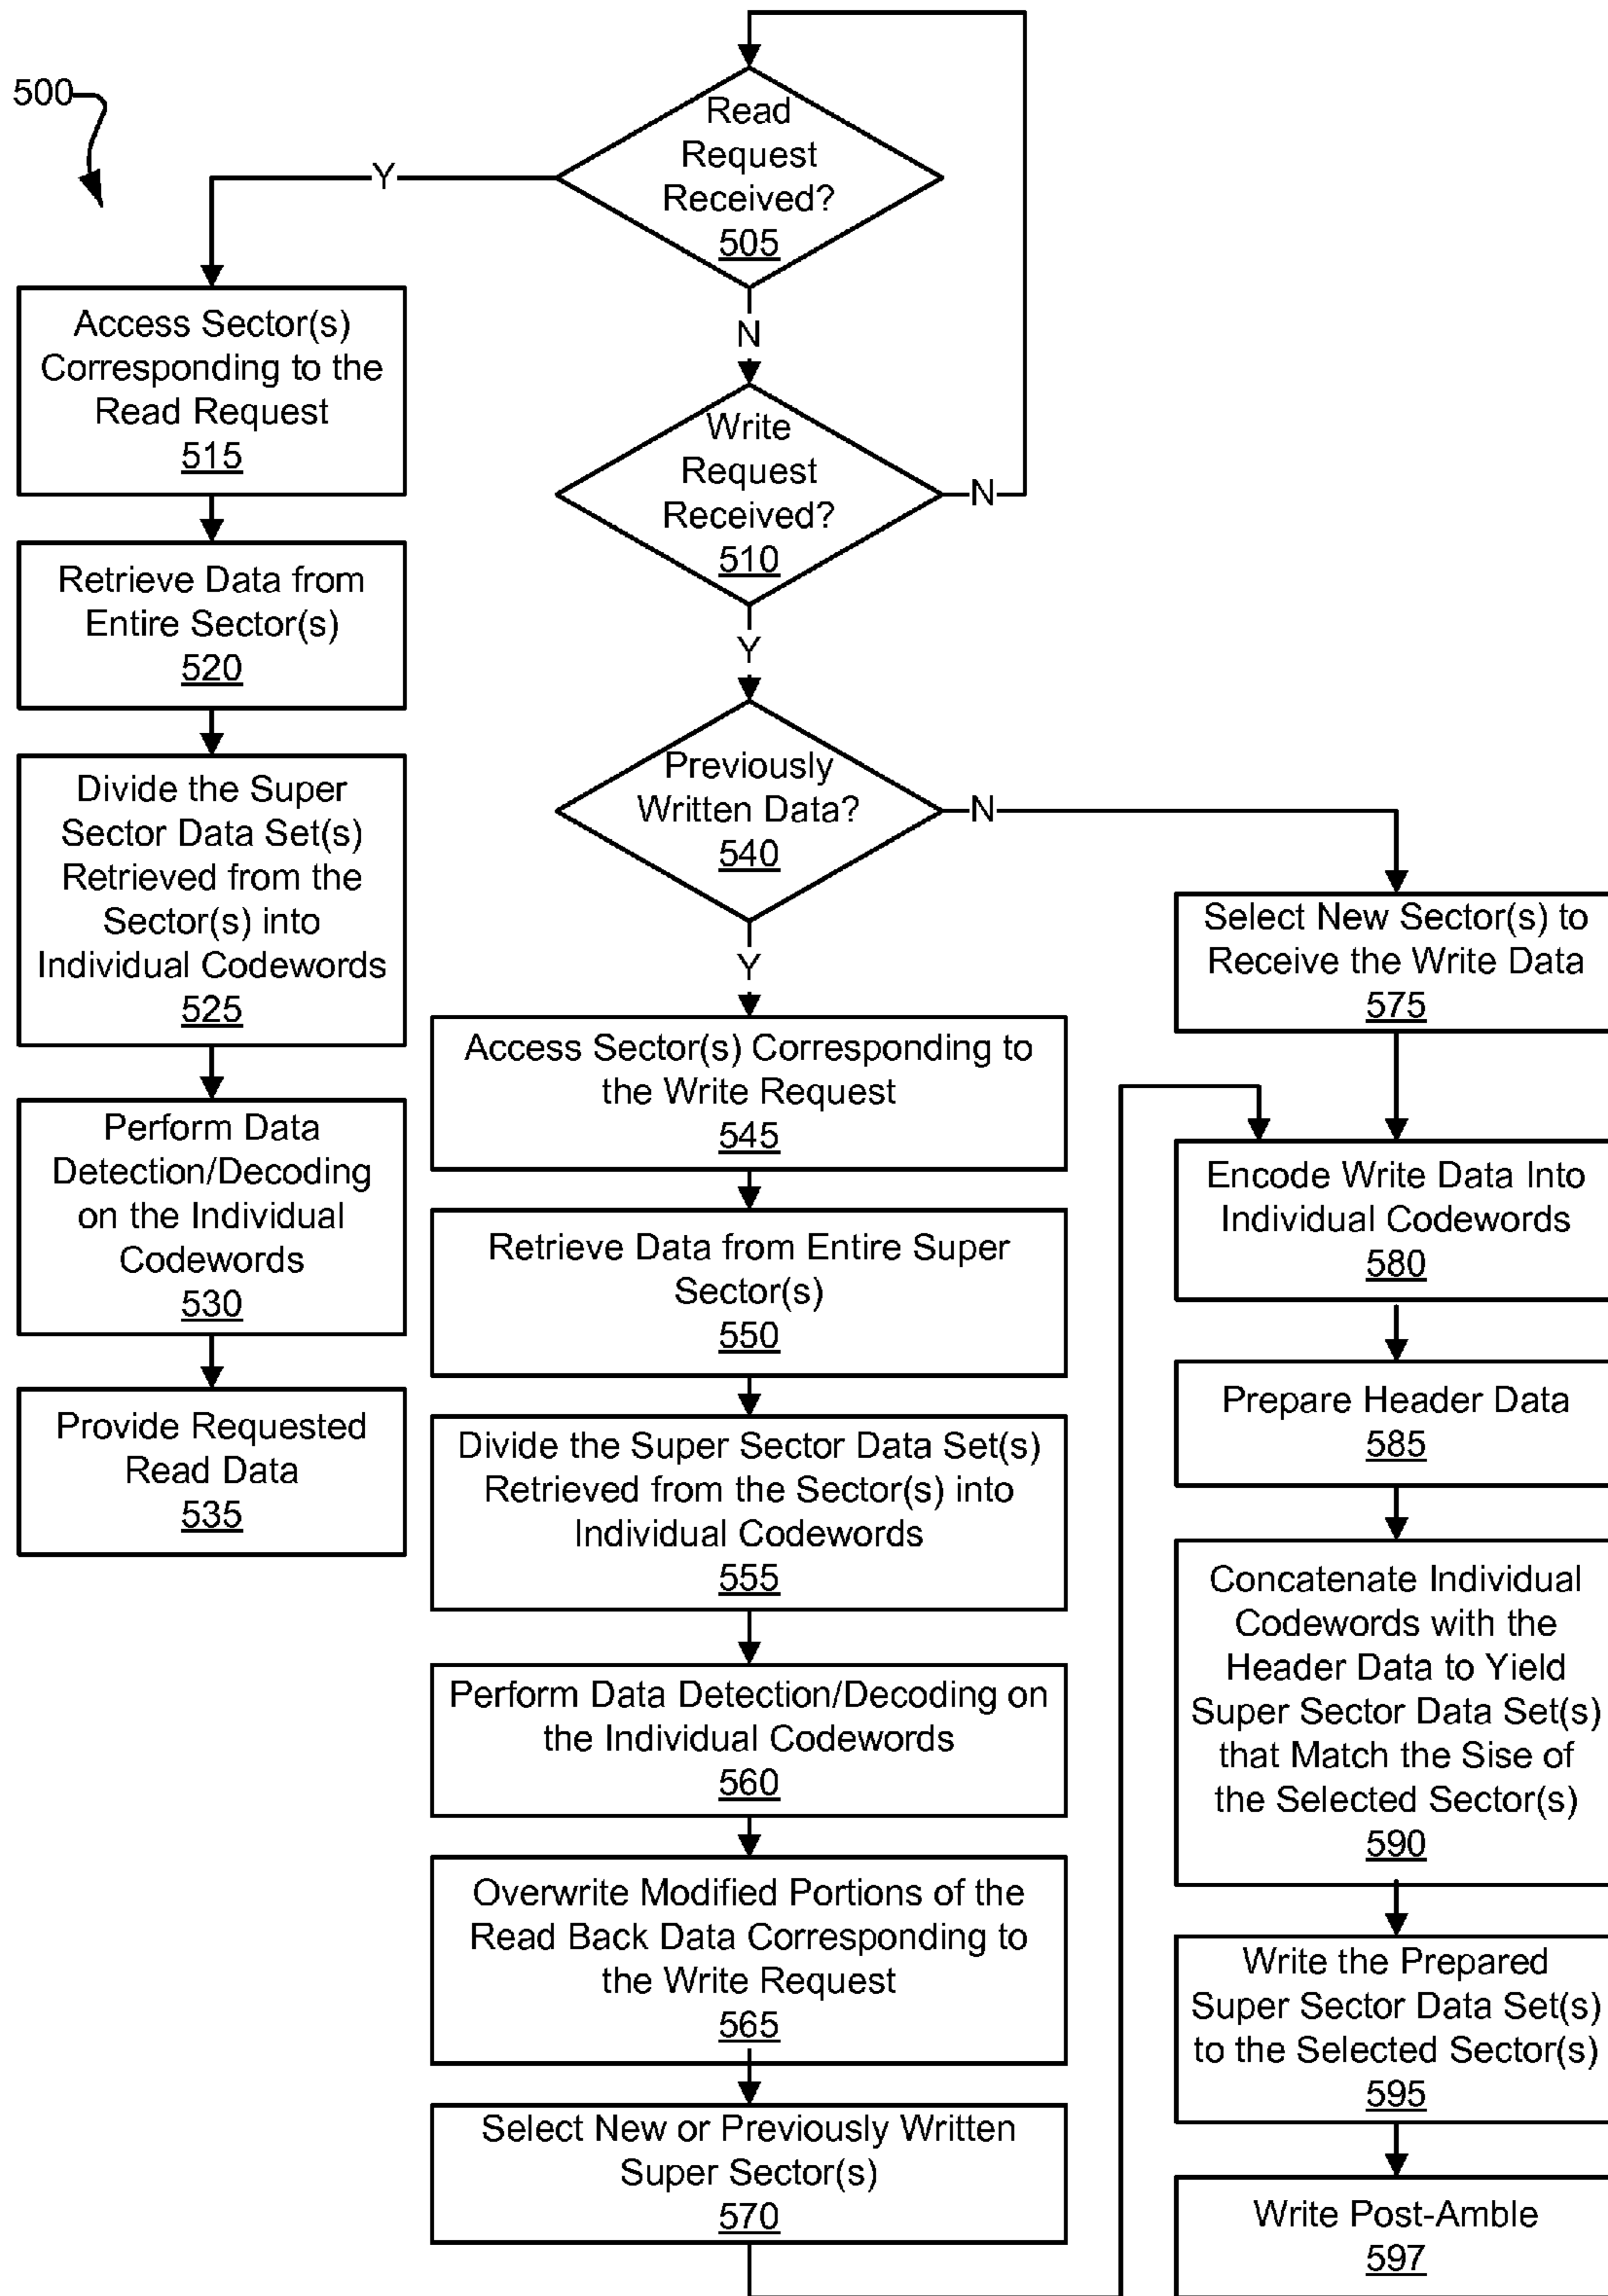 500
Read
Request
Received?
505
Y
N
Access Sector(s)
Corresponding to the
Read Request
515
Write
Request
Received?
510
N
Y
Retrieve Data from
Entire Sector(s)
520
Divide the Super
Sector Data Set(s)
Retrieved from the
Sector(s) into
Individual Codewords
525
Perform Data
Detection/Decoding
on the Individual
Codewords
530
Provide Requested
Read Data
535
Previously
Written Data?
540
N
Y
Access Sector(s) Corresponding to
the Write Request
545
Retrieve Data from Entire Super
Sector(s)
550
Divide the Super Sector Data Set(s)
Retrieved from the Sector(s) into
Individual Codewords
555
Perform Data Detection/Decoding on
the Individual Codewords
560
Overwrite Modified Portions of the
Read Back Data Corresponding to
the Write Request
565
Select New or Previously Written
Super Sector(s)
570
Select New Sector(s) to
Receive the Write Data
575
Encode Write Data Into
Individual Codewords
580
Prepare Header Data
585
Concatenate Individual
Codewords with the
Header Data to Yield
Super Sector Data Set(s)
that Match the Sise of
the Selected Sector(s)
590
Write the Prepared
Super Sector Data Set(s)
to the Selected Sector(s)
595
Write Post-Amble
597